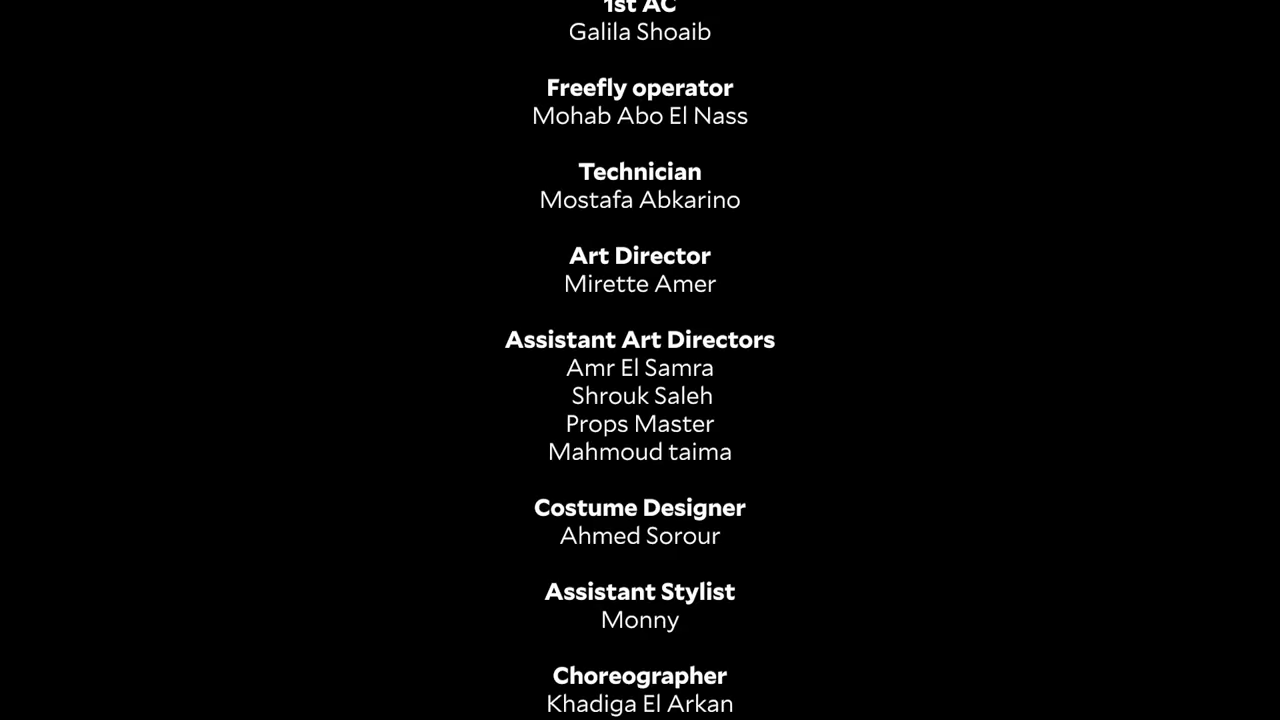 1st AC
Galila Shoaib
Freefly operator
Mohab Abo El Nass
Technician
Mostafa Abkarino
Art Director
Mirette Amer
Assistant Art Directors
Amr El Samra
Shrouk Saleh
Props Master
Mahmoud taima
Costume Designer
Ahmed Sorour
Assistant Stylist
Monny
Choreographer
Khadiga El Arkan